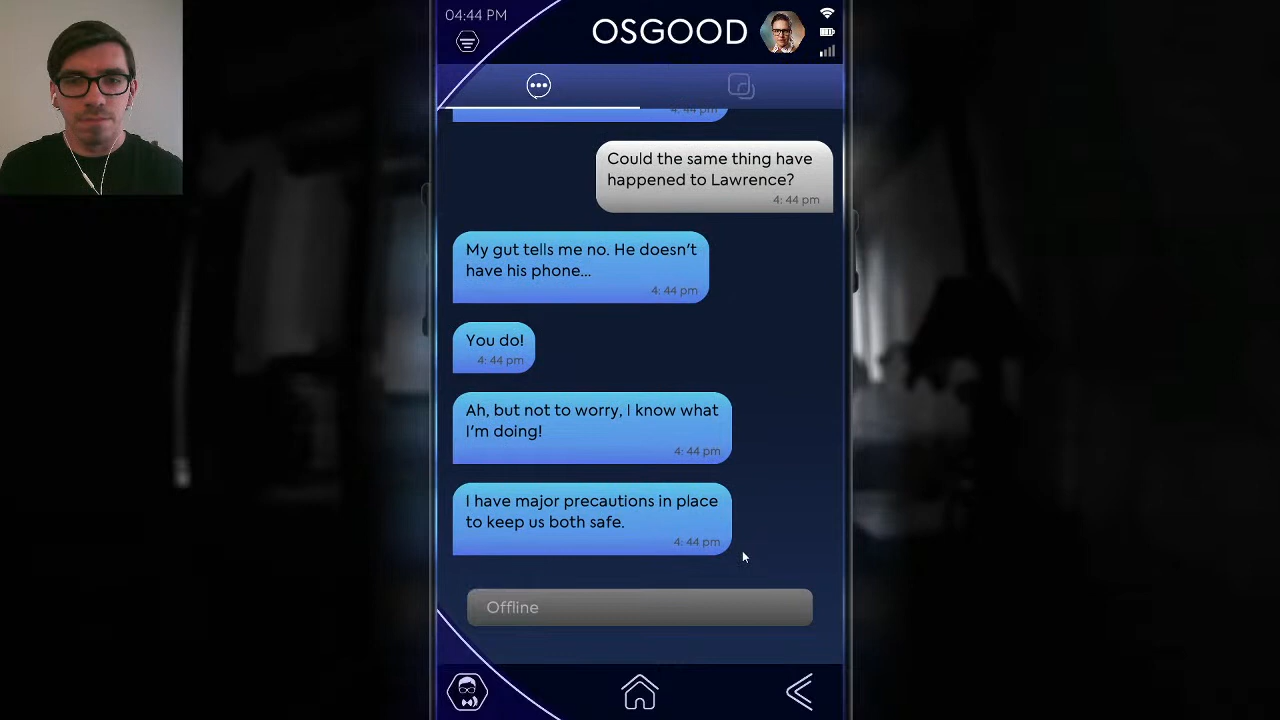 04:44 PM
OSGOOD
4:44 pm
Could the same thing have
happened to Lawrence?
4: 44 pm
My gut tells me no. He doesn't
have his phone...
4: 44 pm
You do!
4: 44 pm
Ah, but not to worry, I know what
I'm doing!
4: 44 pm
I have major precautions in place
to keep us both safe.
4: 44 pm
Offline